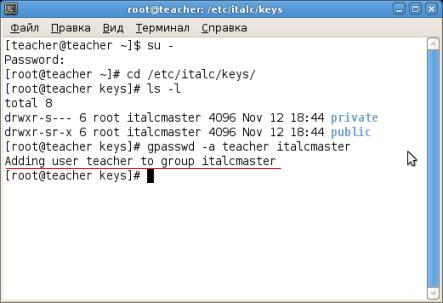 root@teacher: /etc/italc/keys
Файл Правка Вид Терминал Справка
[teacher@teacher ~]$ su -
Password:
[root@teacher ~]# cd /etc/italc/keys/
[root@teacher keys]# ls -l
total 8
drwxr-s--- 6 root italcmaster 4096 Nov 12 18:44 private
drwxr-sr-x 6 root italcmaster 4096 Nov 12 18:44 public
[root@teacher keys]# gpasswd -a teacher italcmaster
Adding user teacher to group italcmaster
[root@teacher keys]#